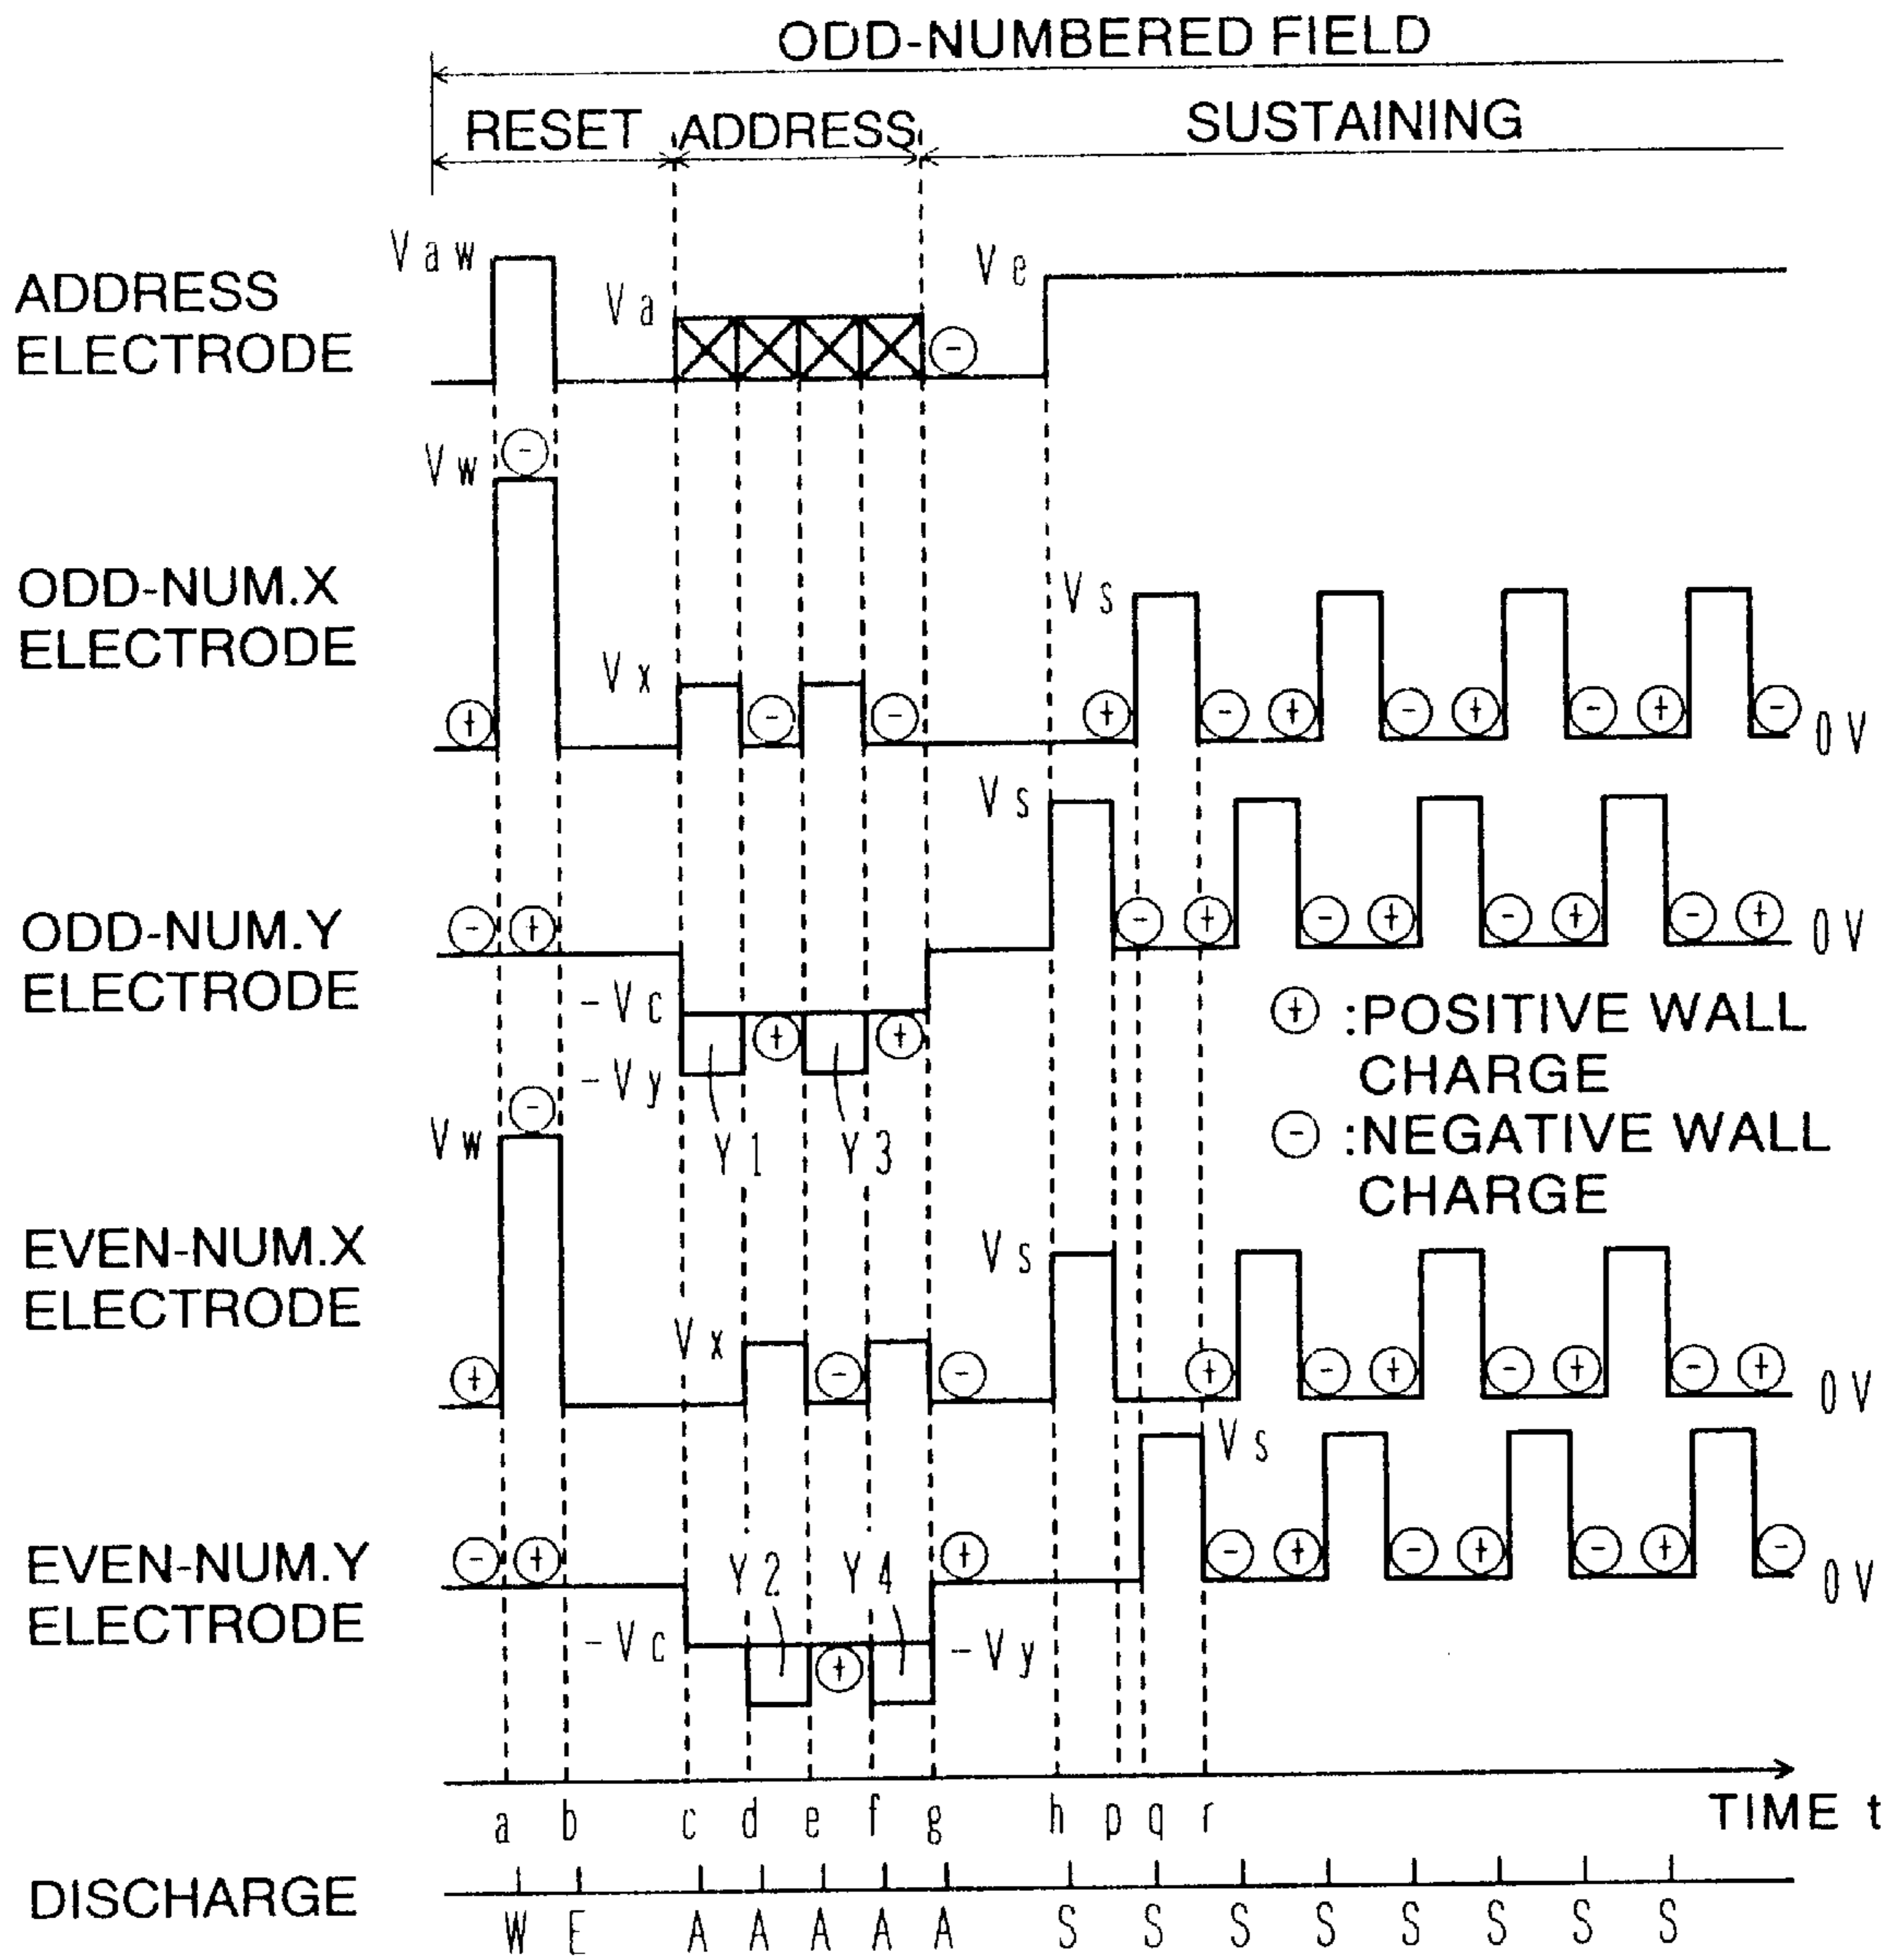 ODD-NUMBERED FIELD
RESET ADDRESS SUSTAINING
Vaw
Va
Ve
ADDRESS
ELECTRODE
-
Vw
-
ODD-NUM.X
ELECTRODE
Vx
Vs
+ - - + - + - + - + -
0V
ODD-NUM.Y
ELECTRODE
Vs
- + - + - + - + - +
0V
-Vc
+ +
-Vy
Y1 Y3
+ :POSITIVE WALL
CHARGE
- :NEGATIVE WALL
CHARGE
Vw
-
EVEN-NUM.X
ELECTRODE
Vx
Vs
+ - - + - + - + - +
0V
EVEN-NUM.Y
ELECTRODE
Vs
- + + - + - + - + -
0V
Y2 Y4
-Vc
+
-Vy
a b c d e f g h p q r
TIME t
DISCHARGE
W E A A A A A S S S S S S S S